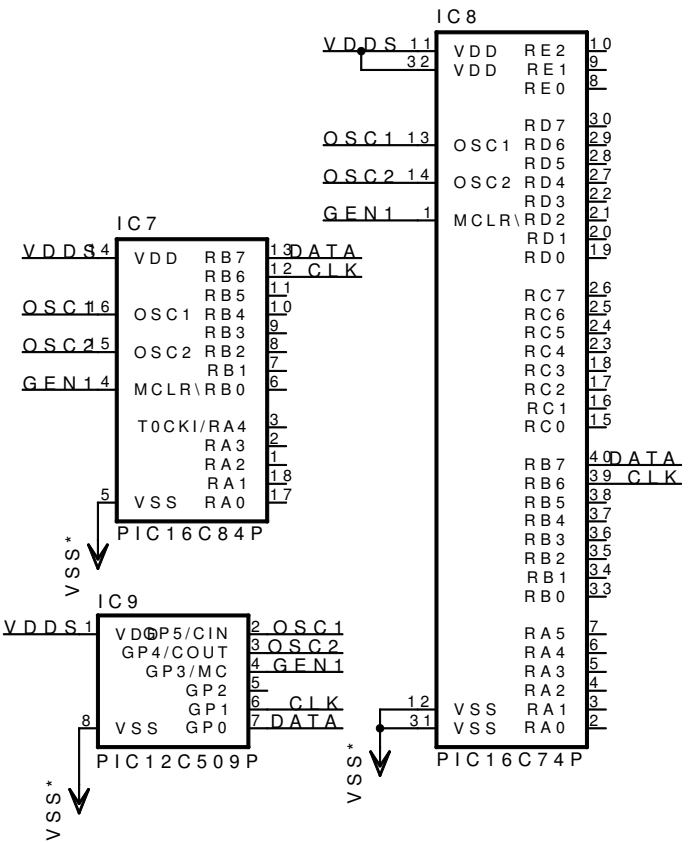 IC8
VDDS 11 VDD RE2 10
32 VDD RE1 9
RE0 8
RD7 30
OSC1 13 OSC1 RD6 29
RD5 28
OSC2 14 OSC2 RD4 27
RD3 22
GEN1 1 MCLR\ RD2 21
RD1 20
RD0 19
RC7 26
RC6 25
RC5 24
RC4 23
RC3 18
RC2 17
RC1 16
RC0 15
RB7 40 DATA
RB6 39 CLK
RB5 38
RB4 37
RB3 36
RB2 35
RB1 34
RB0 33
RA5 7
RA4 6
RA3 5
RA2 4
12 VSS RA1 3
31 VSS RA0 2
VSS*
PIC16C74P
IC7
VDDS 14 VDD RB7 13 DATA
RB6 12 CLK
RB5 11
OSC1 16 OSC1 RB4 10
RB3 9
OSC2 15 OSC2 RB2 8
RB1 7
GEN1 4 MCLR\ RB0 6
T0CKI/RA4 3
RA3 2
RA2 1
RA1 18
5 VSS RA0 17
VSS*
PIC16C84P
IC9
VDDS 1 VDD GP5/CIN 2 OSC1
GP4/COUT 3 OSC2
GP3/MC 4 GEN1
GP2 5
GP1 6 CLK
8 VSS GP0 7 DATA
VSS*
PIC12C509P